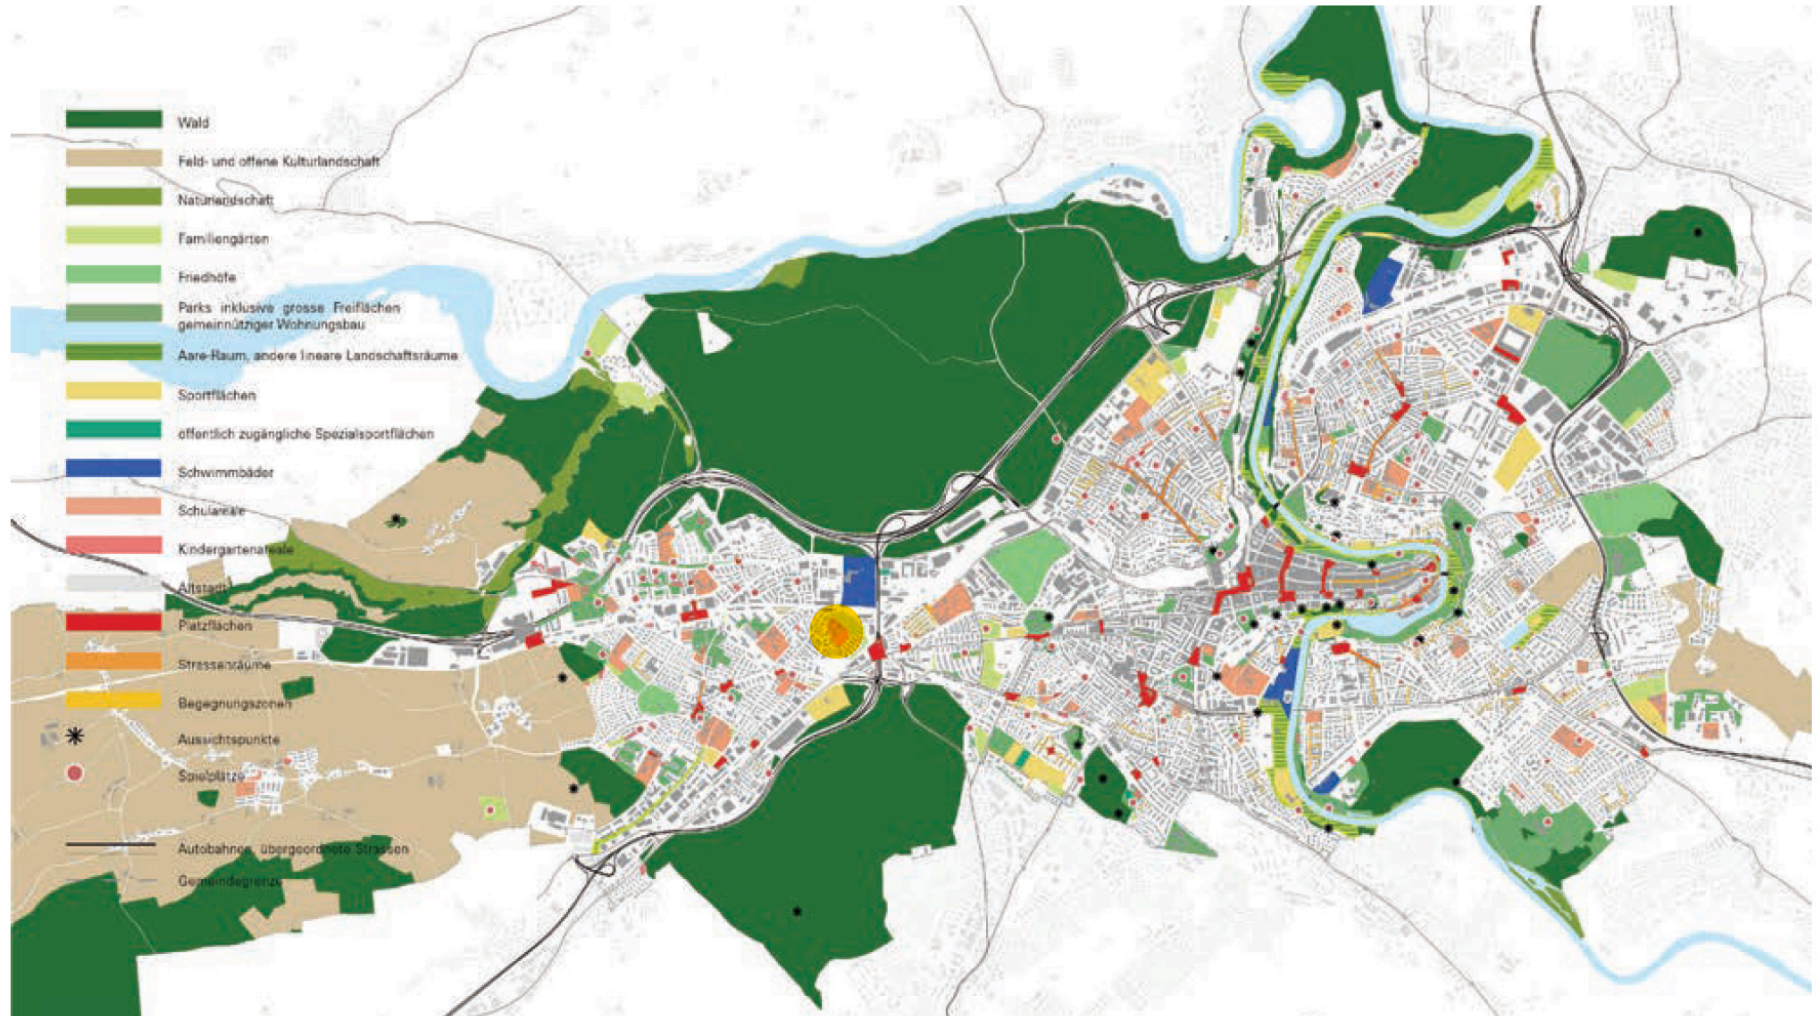 Wald
Feld- und offene Kulturlandschaft
Naturlandschaft
Familiengärten
Friedhöfe
Parks inklusive grosse Freiflächen
gemeinnütziger Wohnungsbau
Aare-Raum, andere lineare Landschaftsräume
Sportflächen
öffentlich zugängliche Spezialsportflächen
Schwimmbäder
Schulareale
Kindergartenareale
Altstadt
Platzflächen
Strassenräume
Begegnungszonen
Aussichtspunkte
Spielplätze
Autobahnen, übergeordnete Strassen
Gemeindegrenze